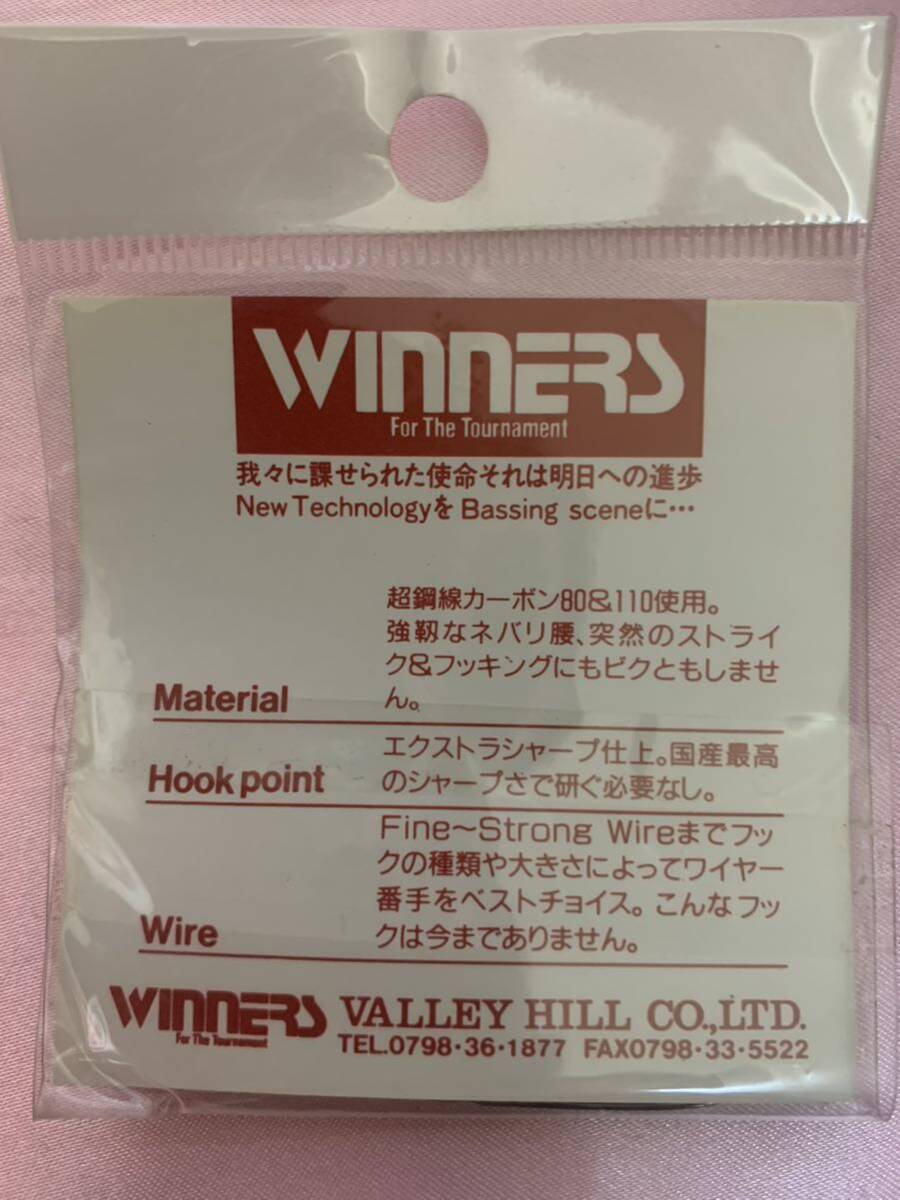 WINNERS
For The Tournament
我々に課せられた使命それは明日への進歩
New Technologyを Bassing sceneに…
超鋼線カーボン80&110使用。
強靱なネバリ腰、突然のストライ
ク&フッキングにもビクともしませ
ん。
Material
エクストラシャープ仕上。国産最高
のシャープさで研ぐ必要なし。
Hook point
Fine〜Strong Wireまでフッ
クの種類や大きさによってワイヤー
番手をベストチョイス。こんなフッ
クは今までありません。
Wire
WINNERS VALLEY HILL CO.,LTD.
For The Tournament
TEL.0798・36・1877 FAX0798・33・5522